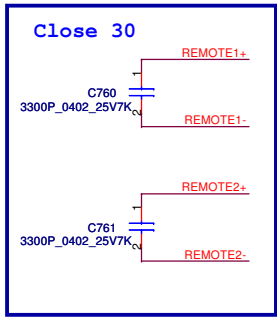 Close 30
REMOTE1+
1
C760
3300P_0402_25V7K
2
REMOTE1-
REMOTE2+
1
C761
3300P_0402_25V7K
2
REMOTE2-